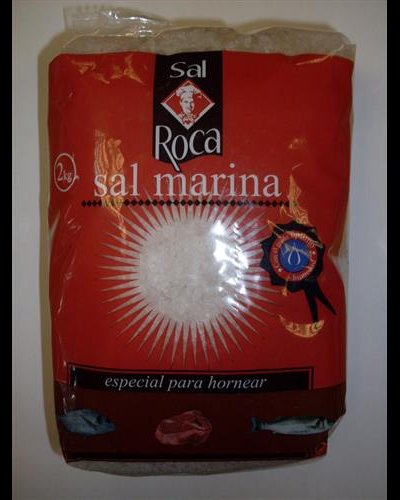 Sal
Roca
2kg
sal marina
especial para hornear